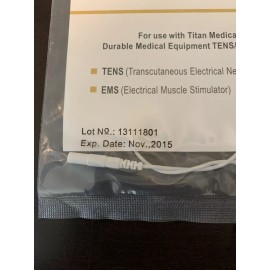 For use with Titan Medica
Durable Medical Equipment TENS/
TENS (Transcutaneous Electrical Ne
EMS (Electrical Muscle Stimulator)
Lot Nº.: 13111801
Exp. Date: Nov.,2015